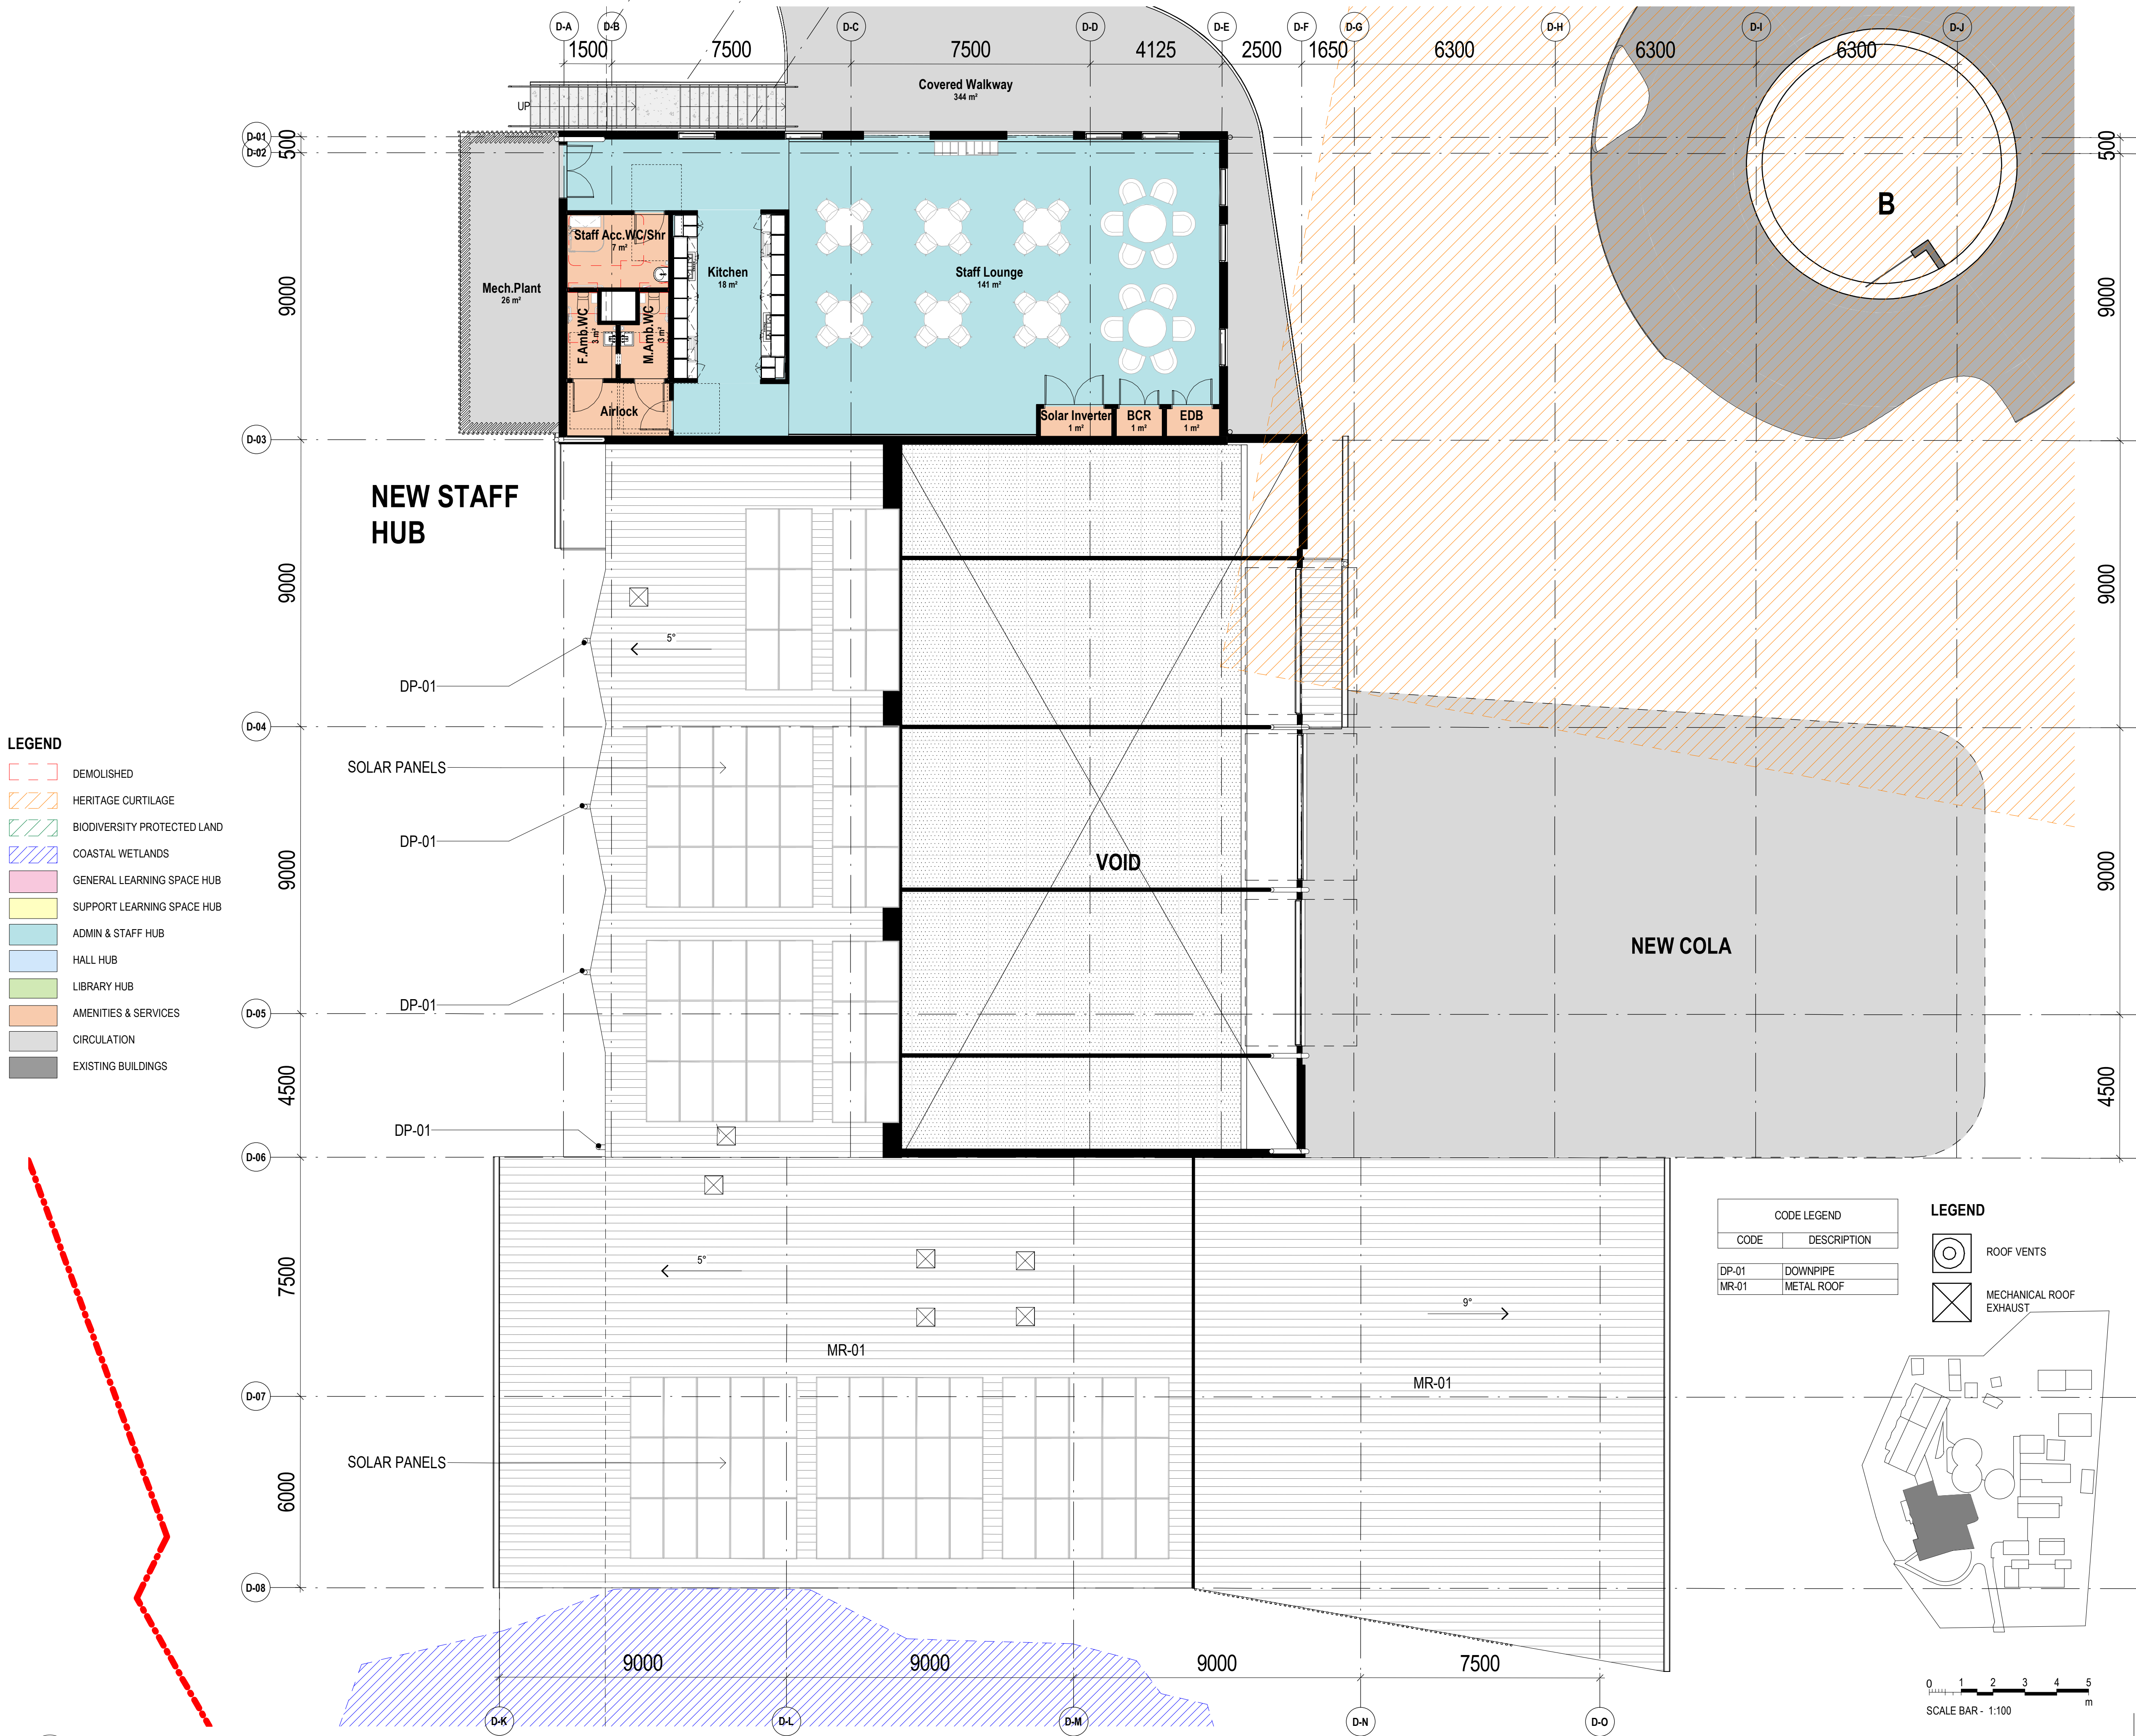 D-A D-B D-C D-D D-E D-F D-G D-H D-I D-J
1500 7500 7500 4125 2500 1650 6300 6300 6300
Covered Walkway
344 m²
UP
D-01
500
500
D-02
B
Staff Acc.WC/Shr
7 m²
Kitchen
18 m²
Staff Lounge
141 m²
Mech.Plant
26 m²
9000
9000
F.Amb.WC
3 m²
M.Amb.WC
3 m²
Airlock
Solar Inverter
1 m²
BCR
1 m²
EDB
1 m²
D-03
NEW STAFF
HUB
9000
9000
5°
DP-01
D-04
SOLAR PANELS
DP-01
9000
9000
VOID
NEW COLA
DP-01
D-05
4500
4500
DP-01
D-06
LEGEND
DEMOLISHED
HERITAGE CURTILAGE
BIODIVERSITY PROTECTED LAND
COASTAL WETLANDS
GENERAL LEARNING SPACE HUB
SUPPORT LEARNING SPACE HUB
ADMIN & STAFF HUB
HALL HUB
LIBRARY HUB
AMENITIES & SERVICES
CIRCULATION
EXISTING BUILDINGS
7500
5°
9°
MR-01
MR-01
D-07
SOLAR PANELS
6000
D-08
CODE LEGEND
CODE DESCRIPTION
DP-01 DOWNPIPE
MR-01 METAL ROOF
LEGEND
ROOF VENTS
MECHANICAL ROOF
EXHAUST
9000 9000 9000 7500
D-K D-L D-M D-N D-O
0 1 2 3 4 5
m
SCALE BAR - 1:100